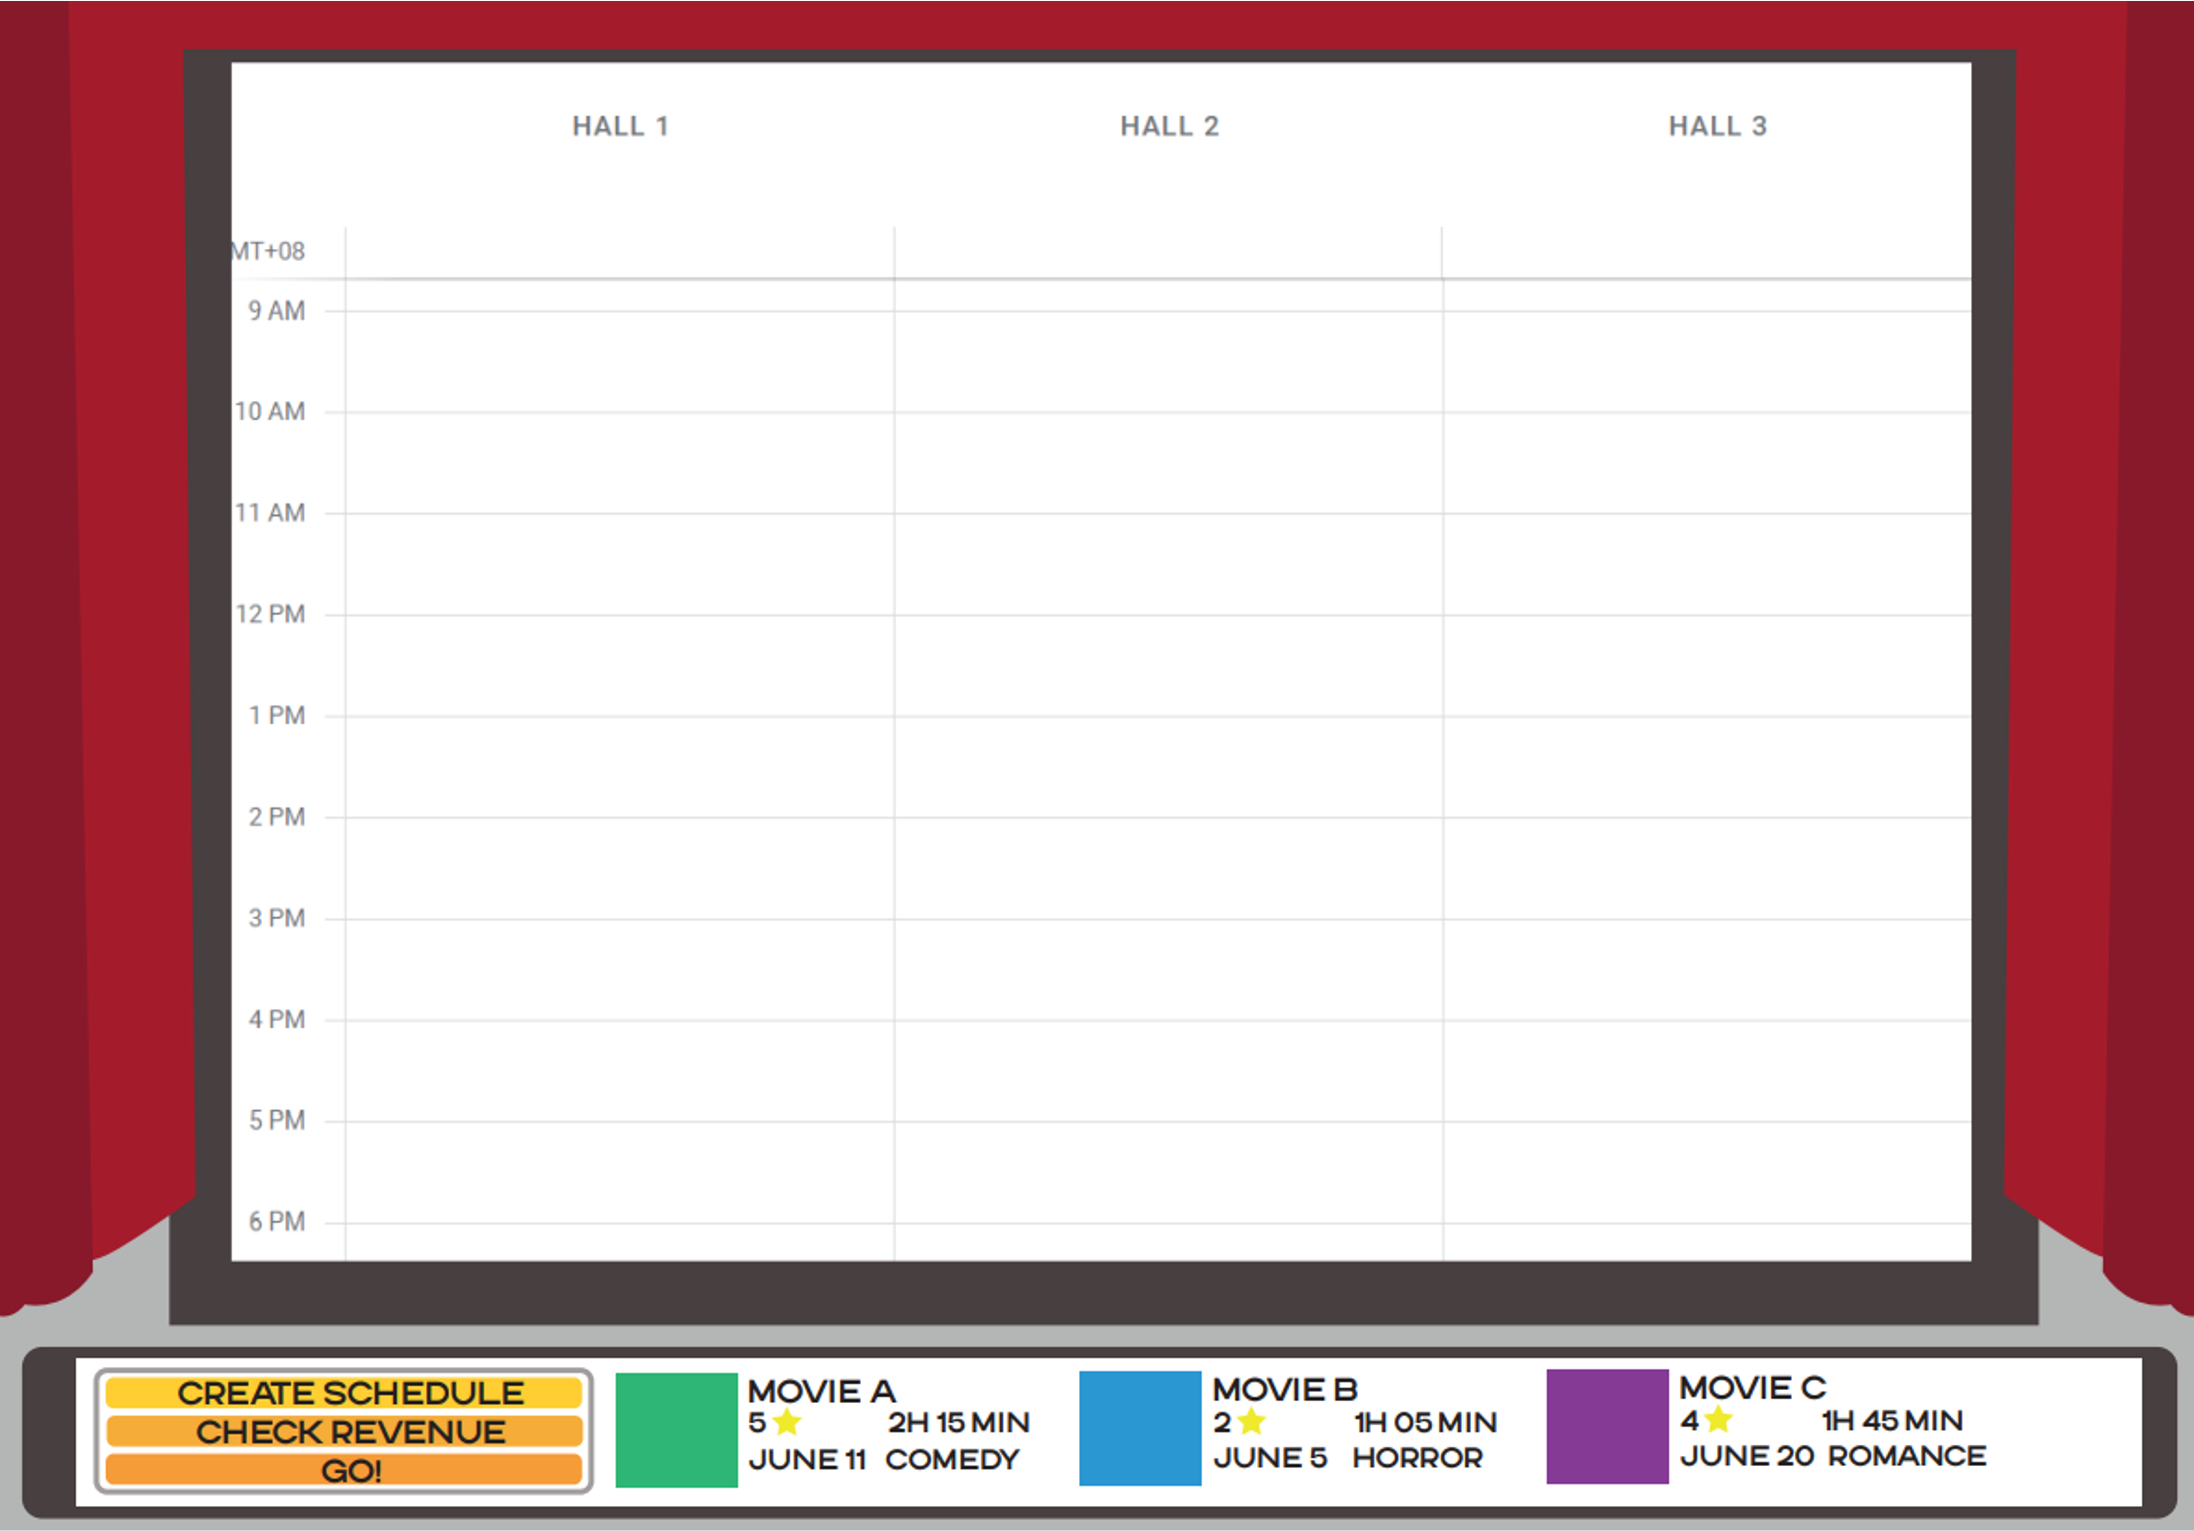 HALL 1 HALL 2 HALL 3
MT+08
9 AM
10 AM
11 AM
12 PM
1 PM
2 PM
3 PM
4 PM
5 PM
6 PM
CREATE SCHEDULE
CHECK REVENUE
GO!
MOVIE A
5 2H 15 MIN
JUNE 11 COMEDY
MOVIE B
2 1H 05 MIN
JUNE 5 HORROR
MOVIE C
4 1H 45 MIN
JUNE 20 ROMANCE